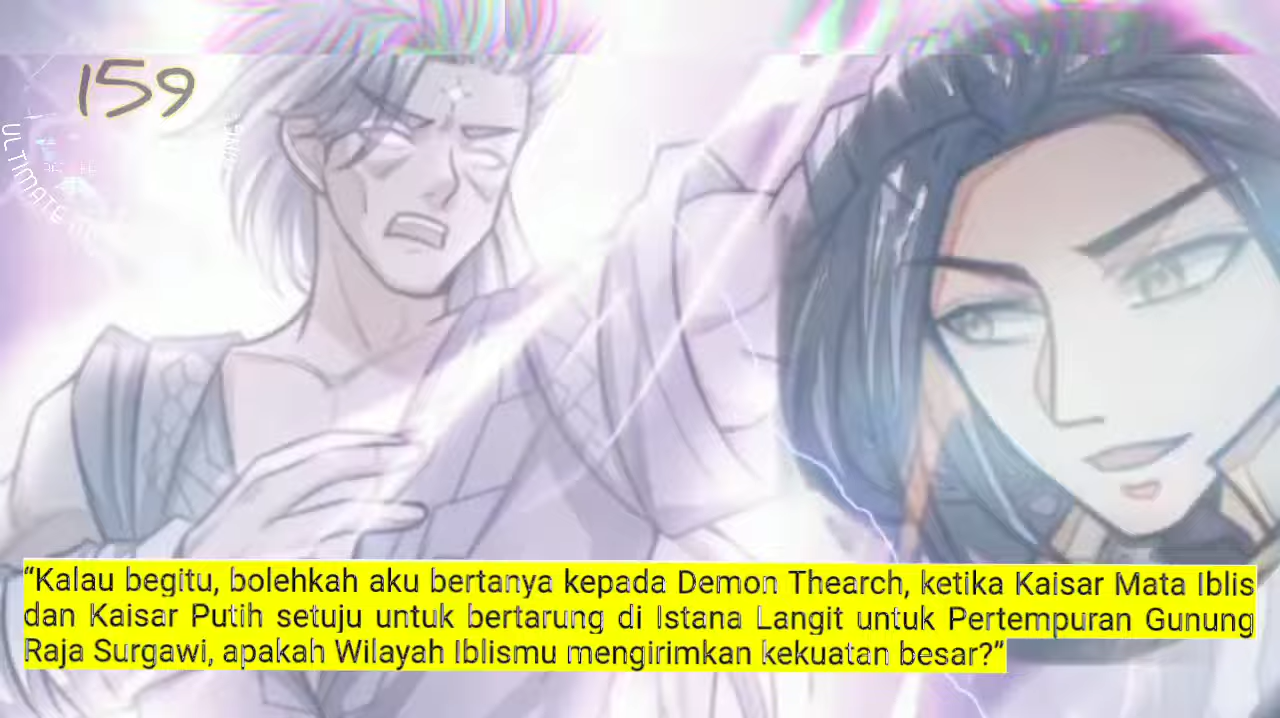 159
ULTIMATE
“Kalau begitu, bolehkah aku bertanya kepada Demon Thearch, ketika Kaisar Mata Iblis
dan Kaisar Putih setuju untuk bertarung di Istana Langit untuk Pertempuran Gunung
Raja Surgawi, apakah Wilayah Iblismu mengirimkan kekuatan besar?”